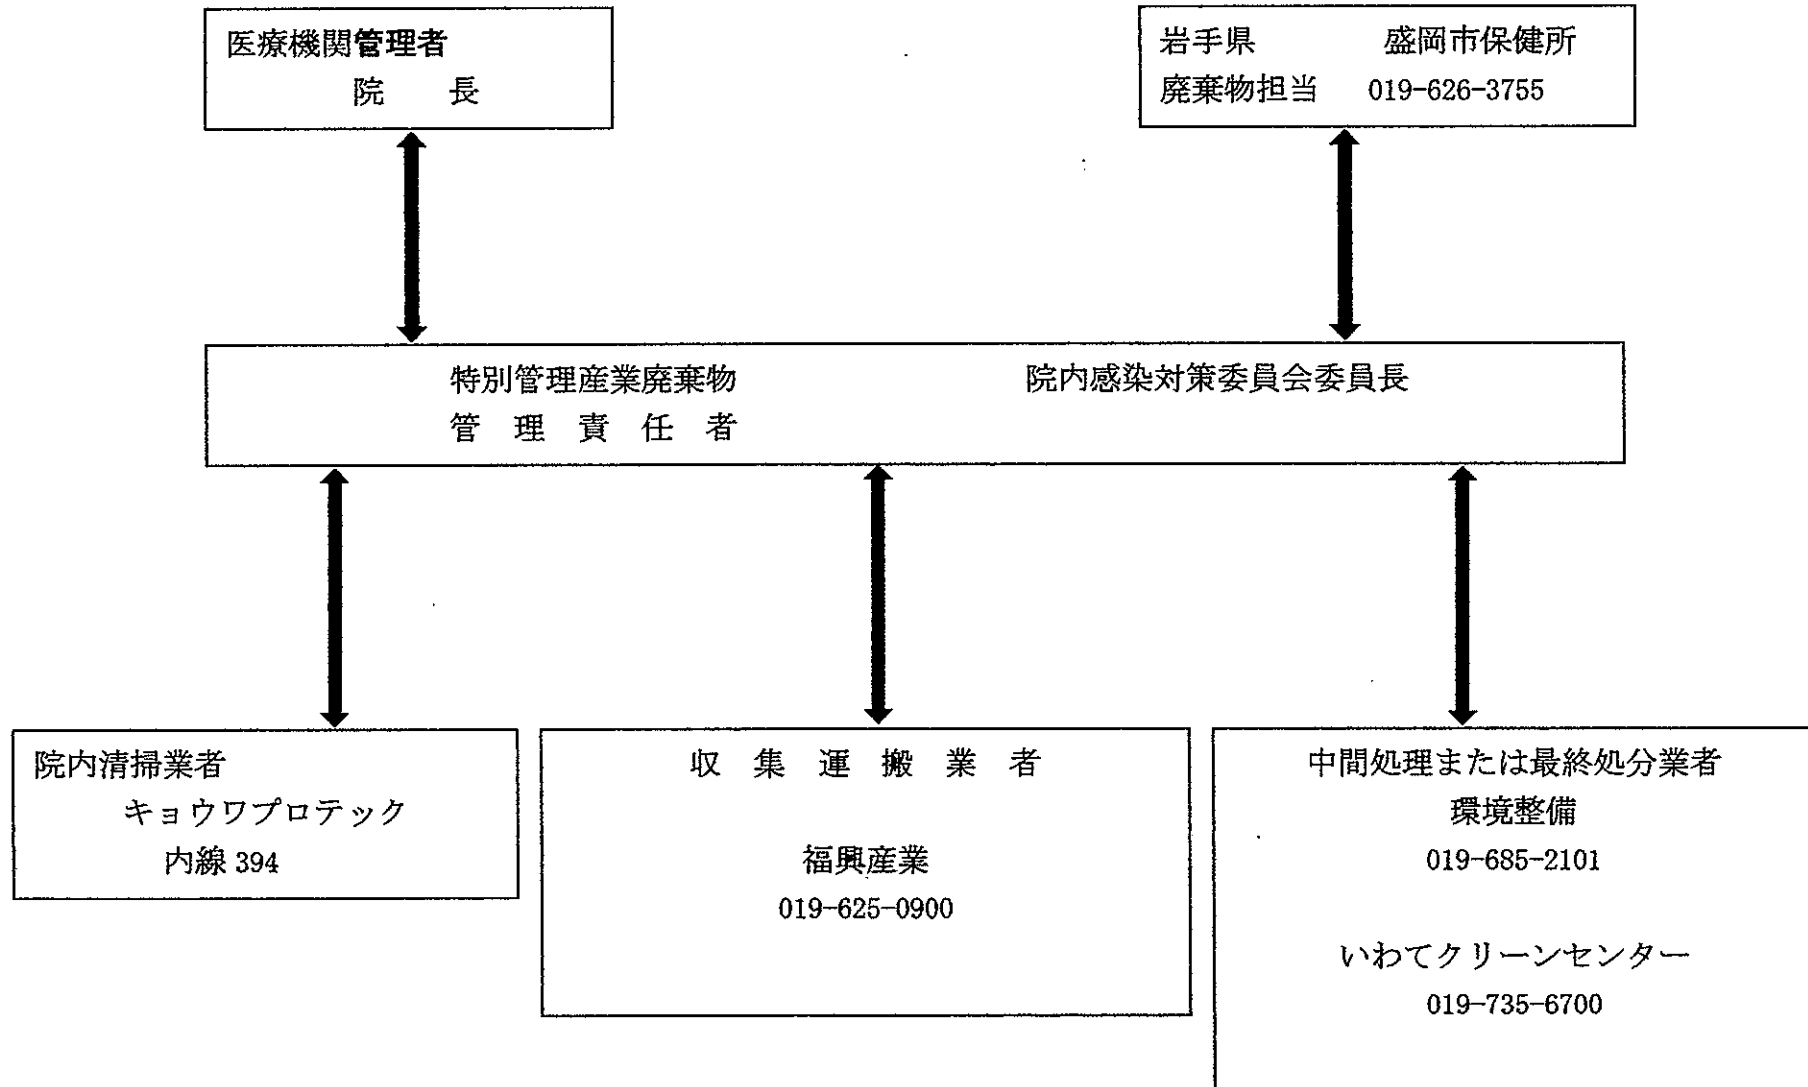 医療機関管理者
院　　長
岩手県　　　　盛岡市保健所
廃棄物担当　019-626-3755
特別管理産業廃棄物　　　　院内感染対策委員会委員長
管　理　責　任　者
院内清掃業者
キョウワプロテック
内線 394
収　集　運　搬　業　者
福興産業
019-625-0900
中間処理または最終処分業者
環境整備
019-685-2101
いわてクリーンセンター
019-735-6700